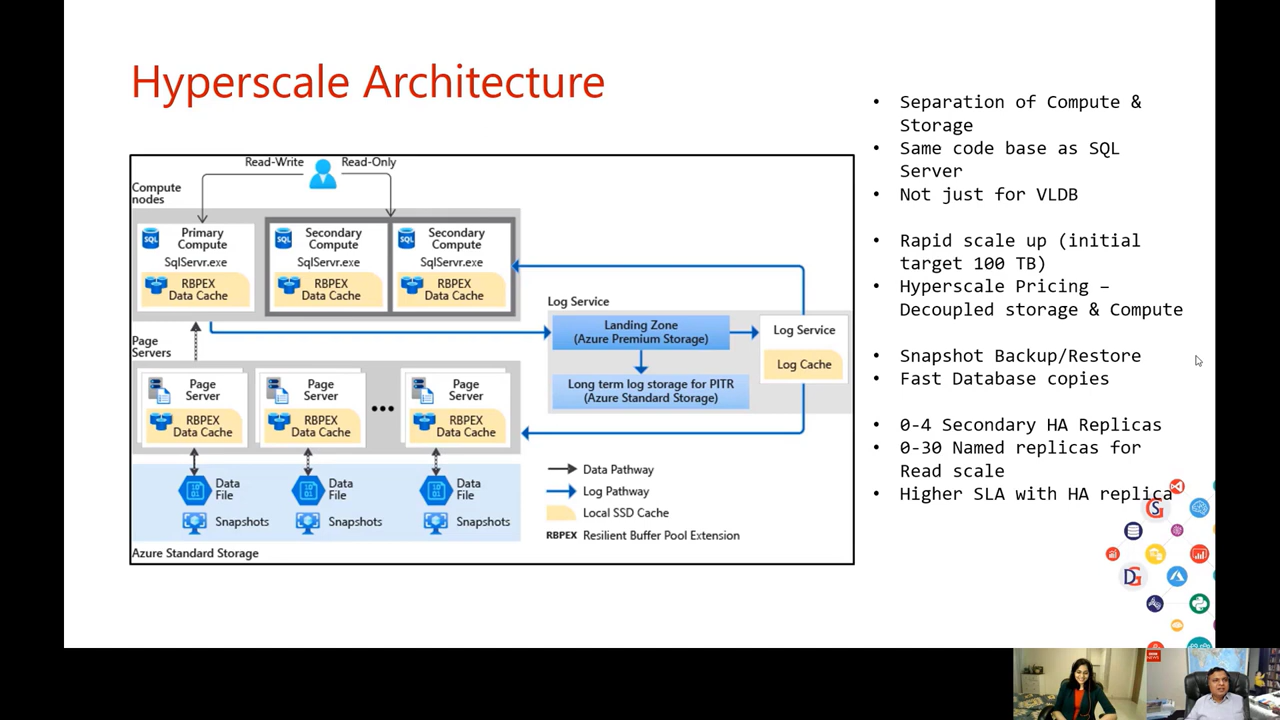 Hyperscale Architecture
Read-Write
Read-Only
Compute
nodes
Primary
Compute
SqlServr.exe
RBPEX
Data Cache
Secondary
Compute
SqlServr.exe
RBPEX
Data Cache
Secondary
Compute
SqlServr.exe
RBPEX
Data Cache
Log Service
Landing Zone
(Azure Premium Storage)
Long term log storage for PITR
(Azure Standard Storage)
Log Service
Log Cache
Page
Servers
Page
Server
RBPEX
Data Cache
Page
Server
RBPEX
Data Cache
Page
Server
RBPEX
Data Cache
Data
File
Snapshots
Data
File
Snapshots
Data
File
Snapshots
Azure Standard Storage
Data Pathway
Log Pathway
Local SSD Cache
RBPEX Resilient Buffer Pool Extension
• Separation of Compute &
Storage
• Same code base as SQL
Server
• Not just for VLDB
• Rapid scale up (initial
target 100 TB)
• Hyperscale Pricing –
Decoupled storage & Compute
• Snapshot Backup/Restore
• Fast Database copies
• 0-4 Secondary HA Replicas
• 0-30 Named replicas for
Read scale
• Higher SLA with HA replica